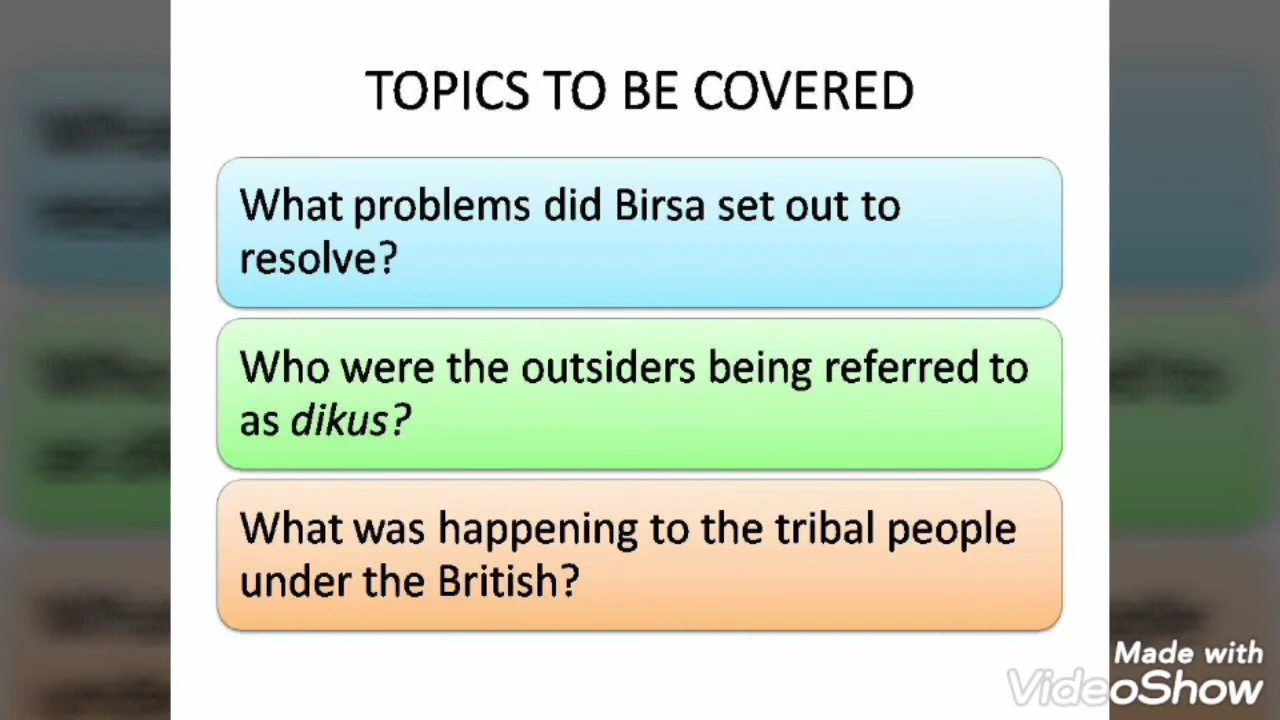 TOPICS TO BE COVERED
What problems did Birsa set out to
resolve?
Who were the outsiders being referred to
as dikus?
What was happening to the tribal people
under the British?
Made with
VideoShow